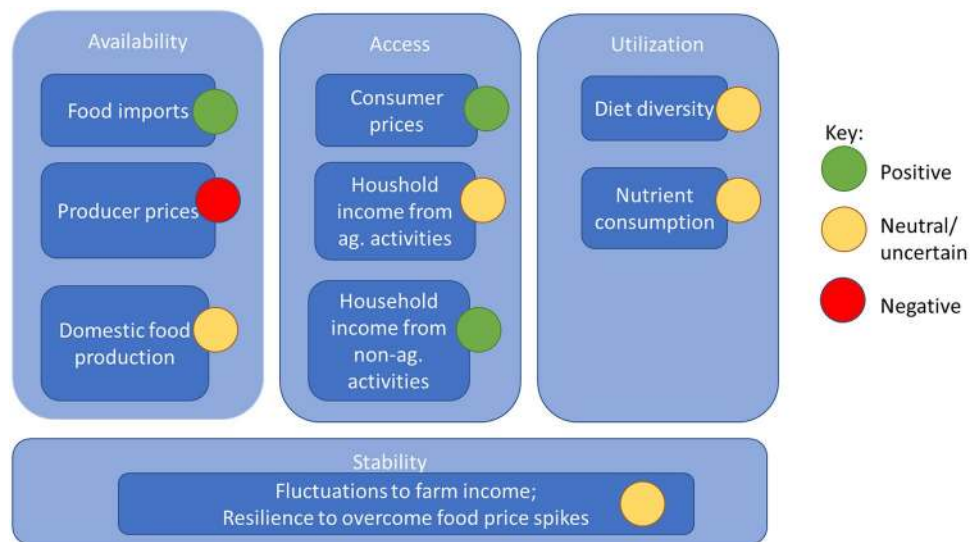 Availability
Food imports
Producer prices
Domestic food
production
Access
Consumer
prices
Houshold
income from
ag. activities
Household
income from
non-ag.
activities
Utilization
Diet diversity
Nutrient
consumption
Key:
Positive
Neutral/
uncertain
Negative
Stability
Fluctuations to farm income;
Resilience to overcome food price spikes